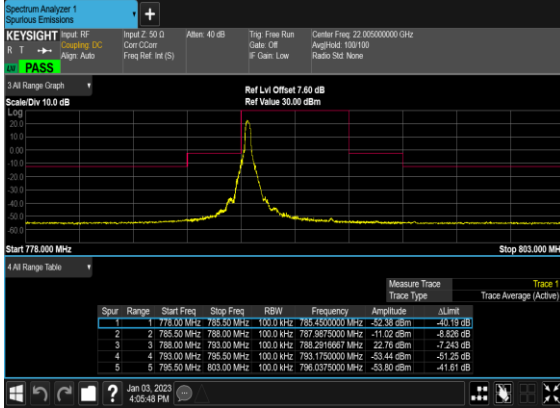 Spectrum Analyzer 1
Spurious Emissions
+
KEYSIGHT Input: RF Input Z: 50 Ω Atten: 40 dB Trig: Free Run Center Freq: 22.005000000 GHz
R T Coupling: DC Corr CCorr Gate: Off Avg|Hold: 100/100
Align: Auto Freq Ref: Int (S) IF Gain: Low Radio Std: None
LXI PASS
3.All Range Graph Ref Lvl Offset 7.60 dB
Scale/Div 10.0 dB Ref Value 30.00 dBm
Log
20.0
10.0
0.00
-10.0
-20.0
-30.0
-40.0
-50.0
-60.0
Start 778.000 MHz Stop 803.000 MH
4.All Range Table
Measure Trace Trace 1
Trace Type Trace Average (Active)
Spur Range Start Freq Stop Freq RBW Frequency Amplitude ΔLimit
1 1 778.00 MHz 785.50 MHz 100.0 kHz 785.4500000 MHz -52.38 dBm -40.19 dB
2 2 785.50 MHz 788.00 MHz 100.0 kHz 787.9875000 MHz -11.02 dBm -8.826 dB
3 3 788.00 MHz 793.00 MHz 100.0 kHz 788.2916667 MHz 22.76 dBm -7.243 dB
4 4 793.00 MHz 795.50 MHz 100.0 kHz 793.1750000 MHz -53.44 dBm -51.25 dB
5 5 795.50 MHz 803.00 MHz 100.0 kHz 796.0375000 MHz -53.80 dBm -41.61 dB
? Jan 03, 2023
4:05:48 PM